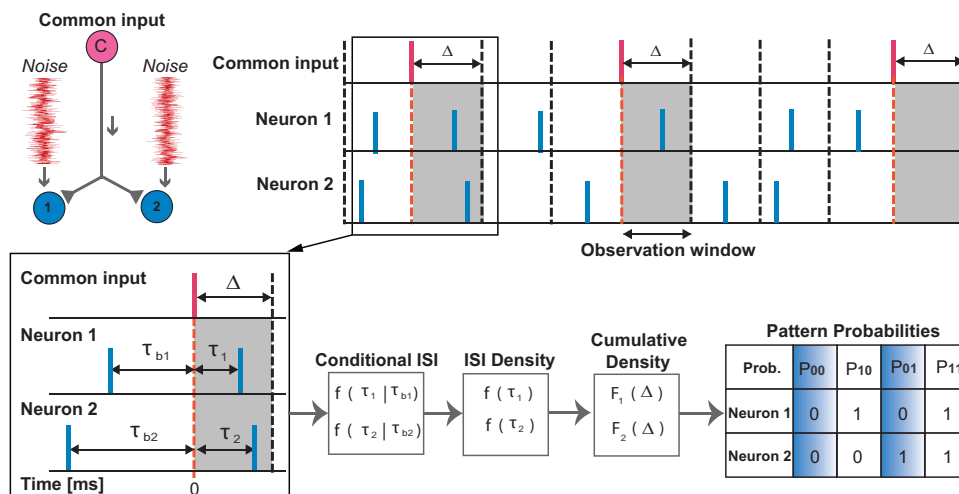 Common input
C
Noise
Noise
1
2
Common input
Δ
Δ
Δ
Neuron 1
Neuron 2
Observation window
Common input
Δ
Neuron 1
τb1
τ1
Neuron 2
τb2
τ2
Time [ms]
0
Conditional ISI
f ( τ1 | τb1)
f ( τ2 | τb2)
ISI Density
f ( τ1 )
f ( τ2 )
Cumulative
Density
F1 ( Δ )
F2 ( Δ )
Pattern Probabilities
Prob. P00 P10 P01 P11
Neuron 1 0 1 0 1
Neuron 2 0 0 1 1